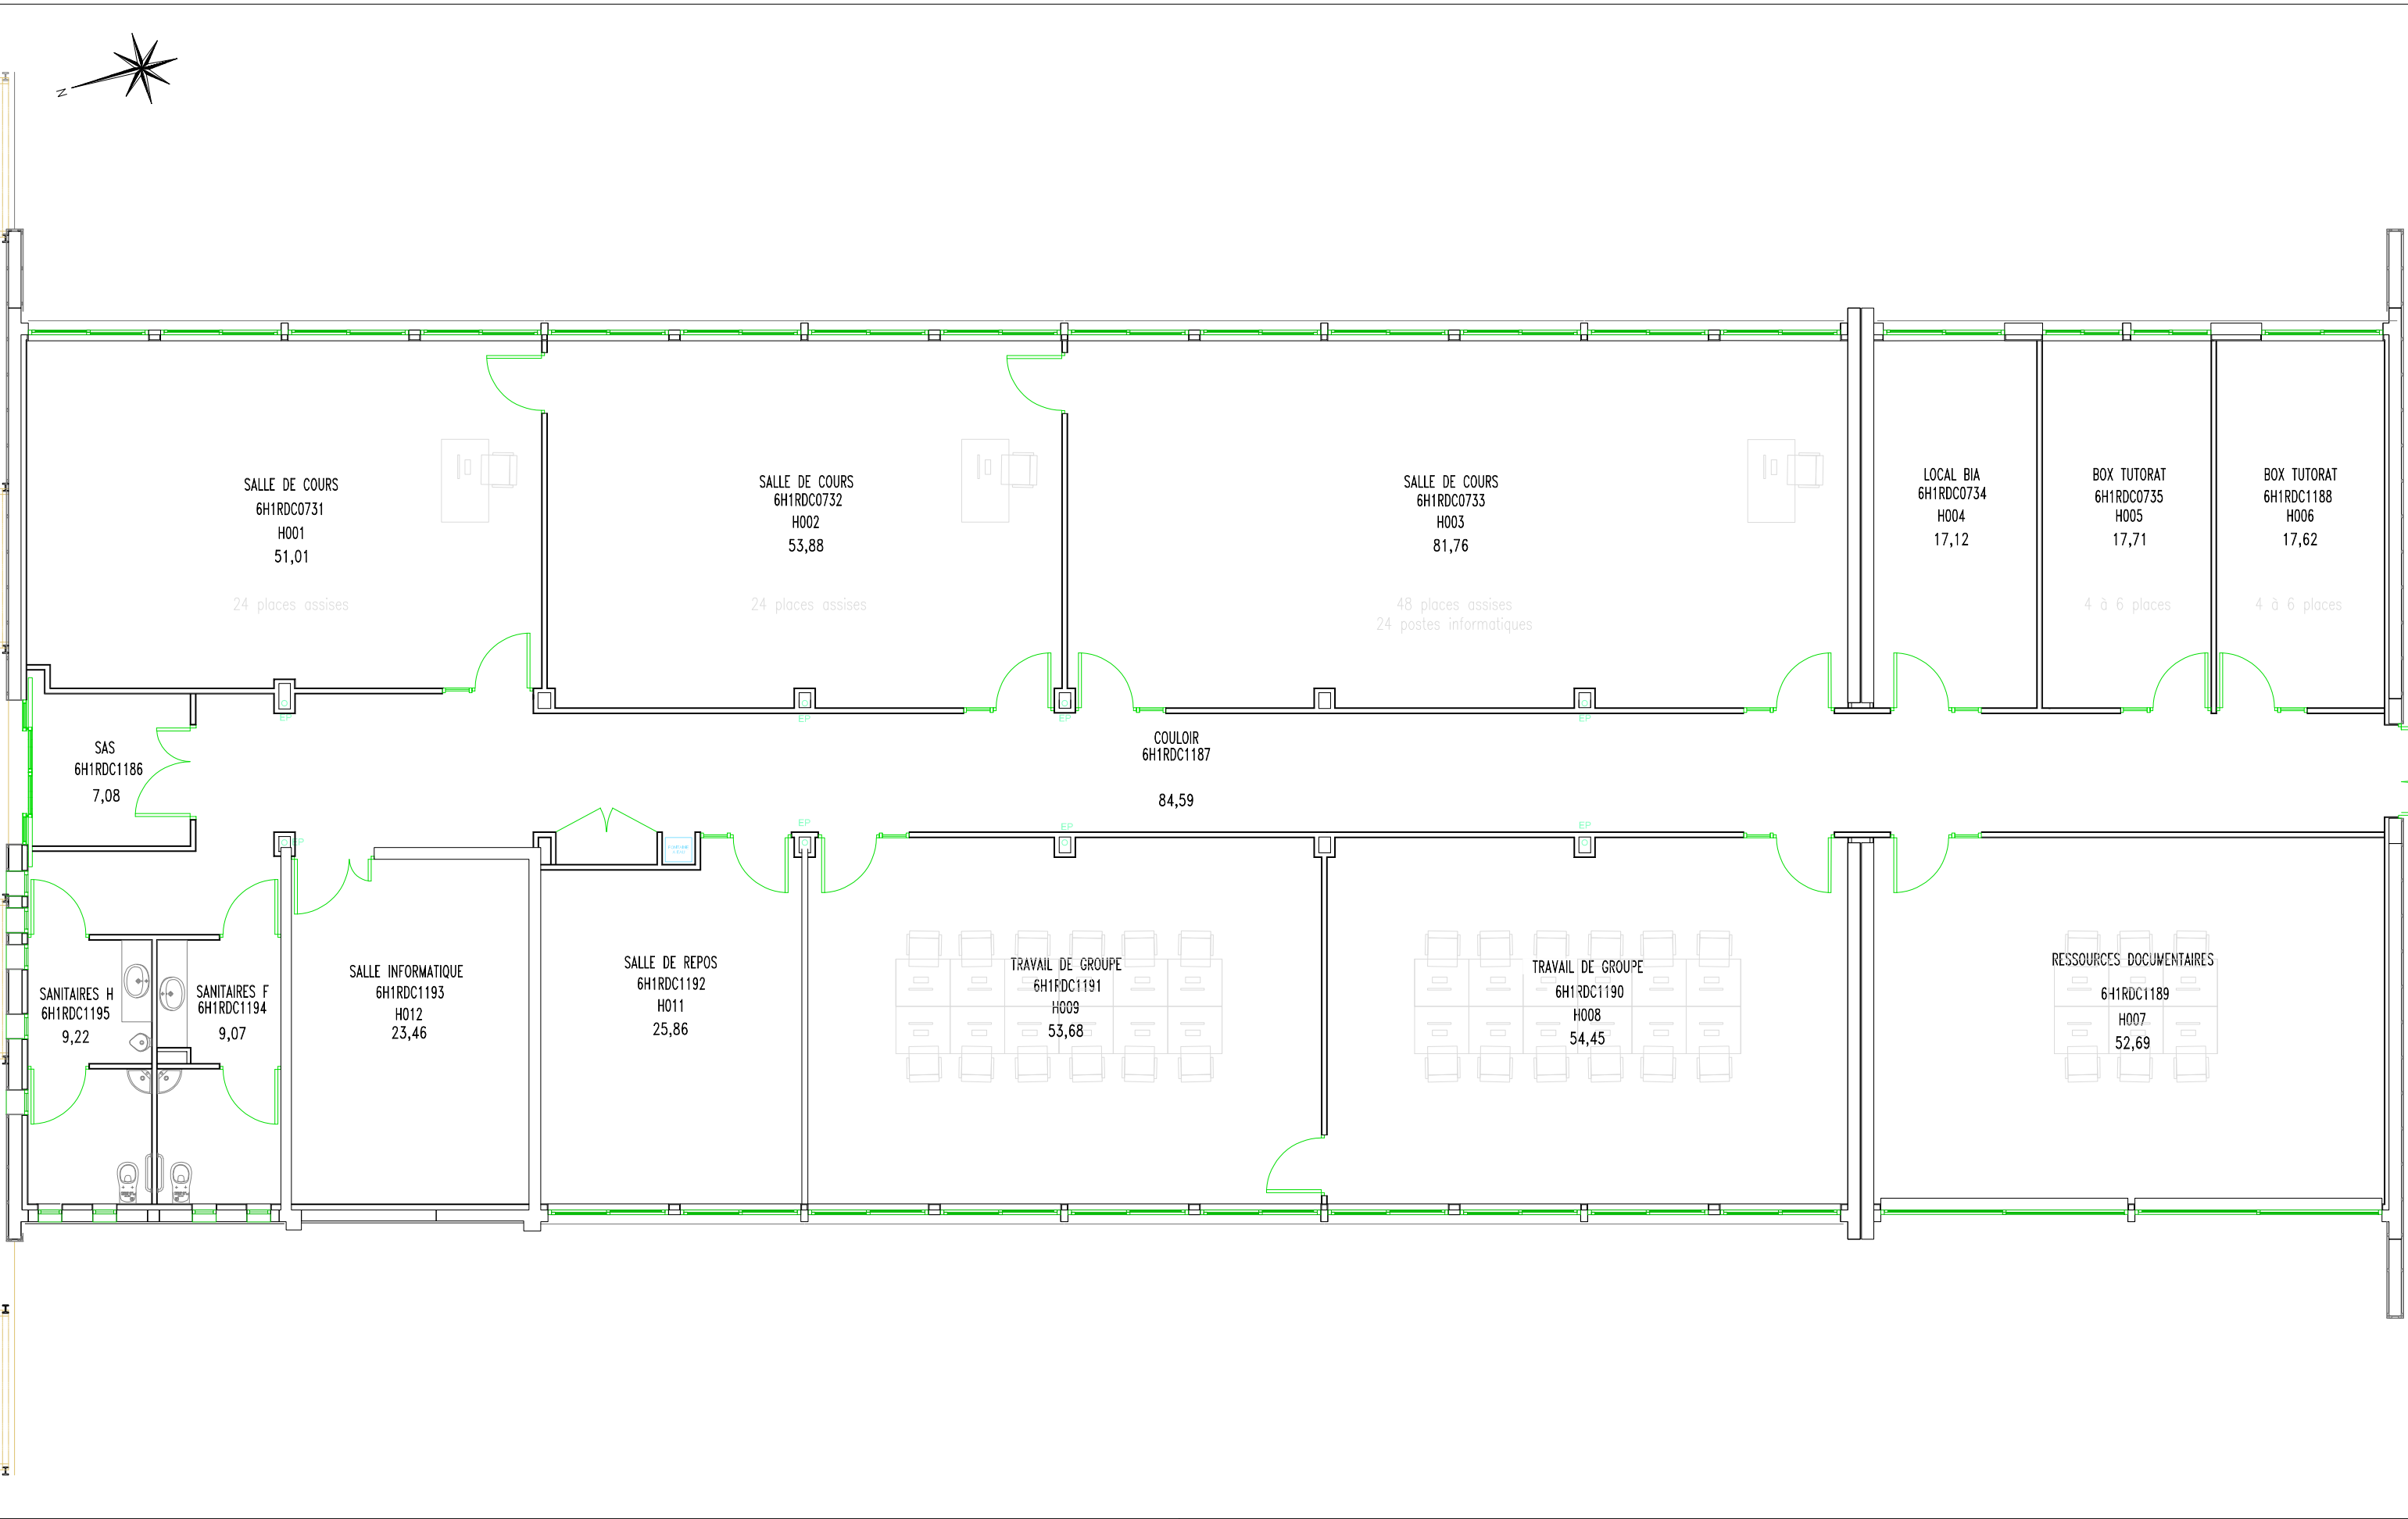 N
SALLE DE COURS
6H1RDC0731
H001
51,01
24 places assises
SALLE DE COURS
6H1RDC0732
H002
53,88
24 places assises
SALLE DE COURS
6H1RDC0733
H003
81,76
48 places assises
24 postes informatiques
LOCAL BIA
6H1RDC0734
H004
17,12
BOX TUTORAT
6H1RDC0735
H005
17,71
4 à 6 places
BOX TUTORAT
6H1RDC1188
H006
17,62
4 à 6 places
EP
EP
EP
EP
SAS
6H1RDC1186
7,08
COULOIR
6H1RDC1187
84,59
EP
EP
EP
EP
SANITAIRES H
6H1RDC1195
9,22
SANITAIRES F
6H1RDC1194
9,07
SALLE INFORMATIQUE
6H1RDC1193
H012
23,46
SALLE DE REPOS
6H1RDC1192
H011
25,86
TRAVAIL DE GROUPE
6H1RDC1191
H009
53,68
TRAVAIL DE GROUPE
6H1RDC1190
H008
54,45
RESSOURCES DOCUMENTAIRES
6H1RDC1189
H007
52,69